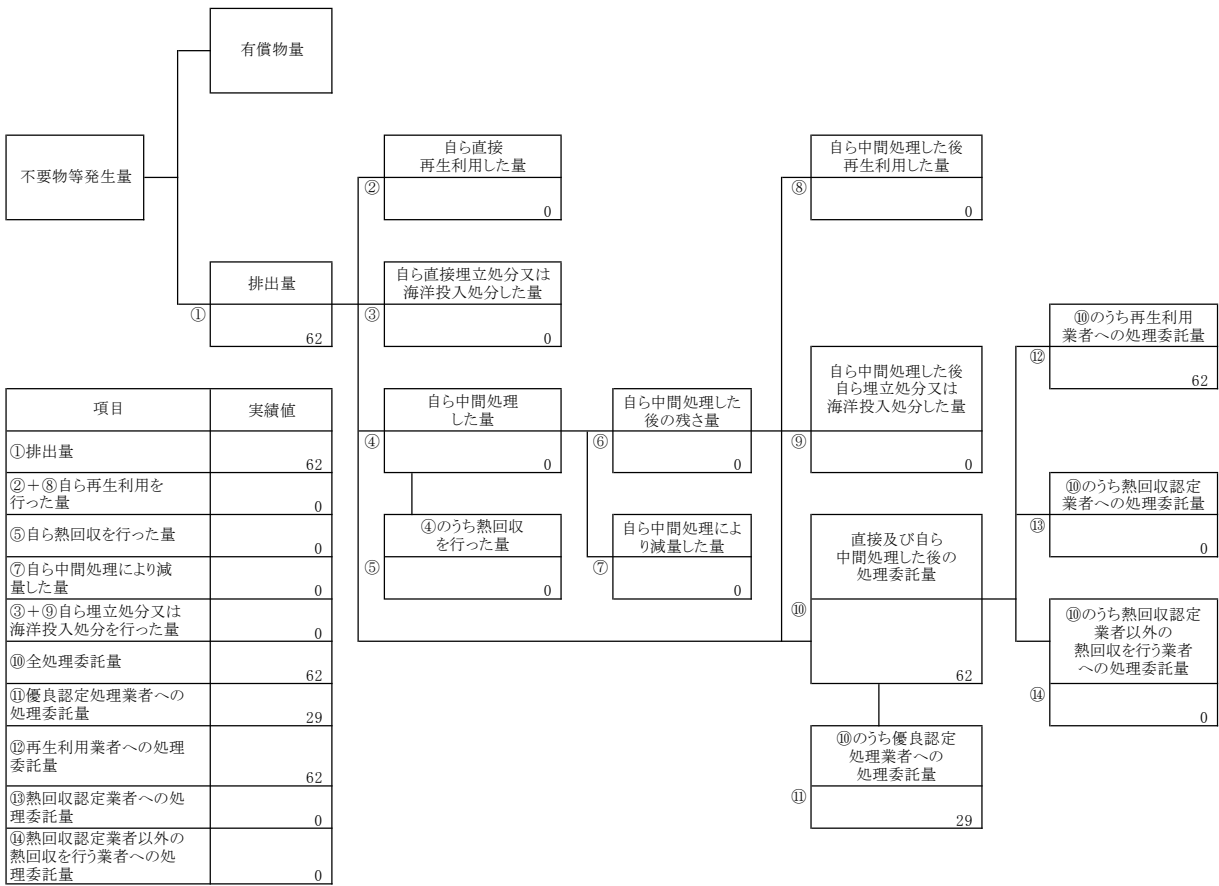 有償物量
不要物等発生量
自ら直接
再生利用した量
②
0
自ら中間処理した後
再生利用した量
⑧
0
排出量
①
62
自ら直接埋立処分又は
海洋投入処分した量
③
0
⑩のうち再生利用
業者への処理委託量
⑫
62
自ら中間処理
した量
④
0
自ら中間処理した
後の残さ量
⑥
0
自ら中間処理した後
自ら埋立処分又は
海洋投入処分した量
⑨
0
⑩のうち熱回収認定
業者への処理委託量
⑬
0
④のうち熱回収
を行った量
⑤
0
自ら中間処理によ
り減量した量
⑦
0
直接及び自ら
中間処理した後の
処理委託量
⑩
62
⑩のうち熱回収認定
業者以外の
熱回収を行う業者
への処理委託量
⑭
0
⑩のうち優良認定
処理業者への
処理委託量
⑪
29
項目 実績値
①排出量
62
②＋⑧自ら再生利用を
行った量 0
⑤自ら熱回収を行った量
0
⑦自ら中間処理により減
量した量 0
③＋⑨自ら埋立処分又は
海洋投入処分を行った量 0
⑩全処理委託量
62
⑪優良認定処理業者への
処理委託量 29
⑫再生利用業者への処理
委託量
62
⑬熱回収認定業者への処
理委託量 0
⑭熱回収認定業者以外の
熱回収を行う業者への処
理委託量 0